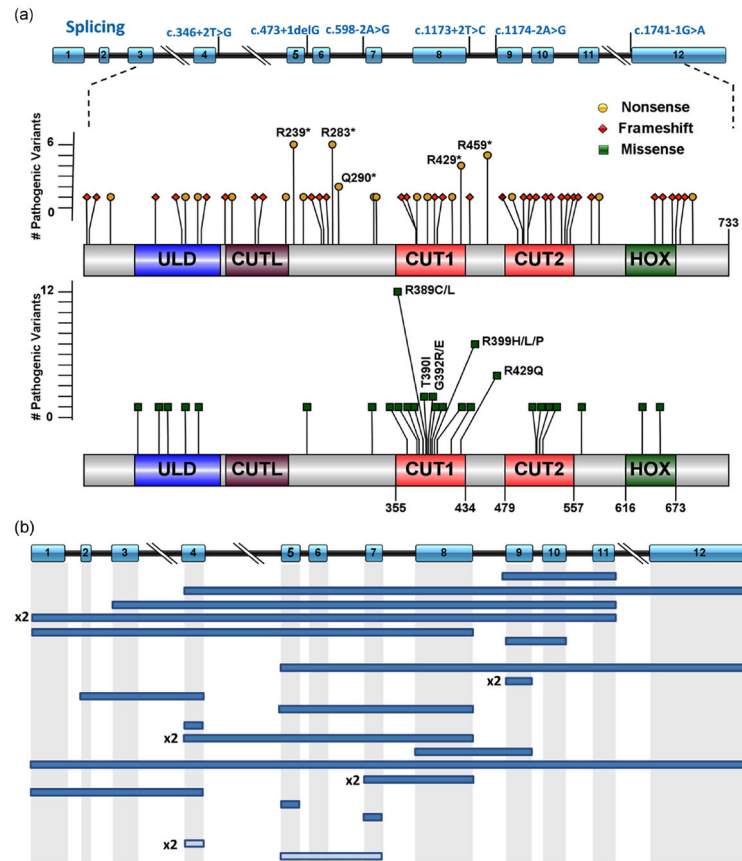 (a)
Splicing
c.346+2T>G
c.473+1delG
c.598-2A>G
c.1173+2T>C
c.1174-2A>G
c.1741-1G>A
1 2 3 4 5 6 7 8 9 10 11 12
Nonsense
Frameshift
Missense
# Pathogenic Variants
6
0
R239*
R283*
Q290*
R429*
R459*
733
ULD CUTL CUT1 CUT2 HOX
# Pathogenic Variants
12
0
R389C/L
T390I
G392R/E
R399H/L/P
R429Q
ULD CUTL CUT1 CUT2 HOX
355 434 479 557 616 673
(b)
1 2 3 4 5 6 7 8 9 10 11 12
x2
x2
x2
x2
x2